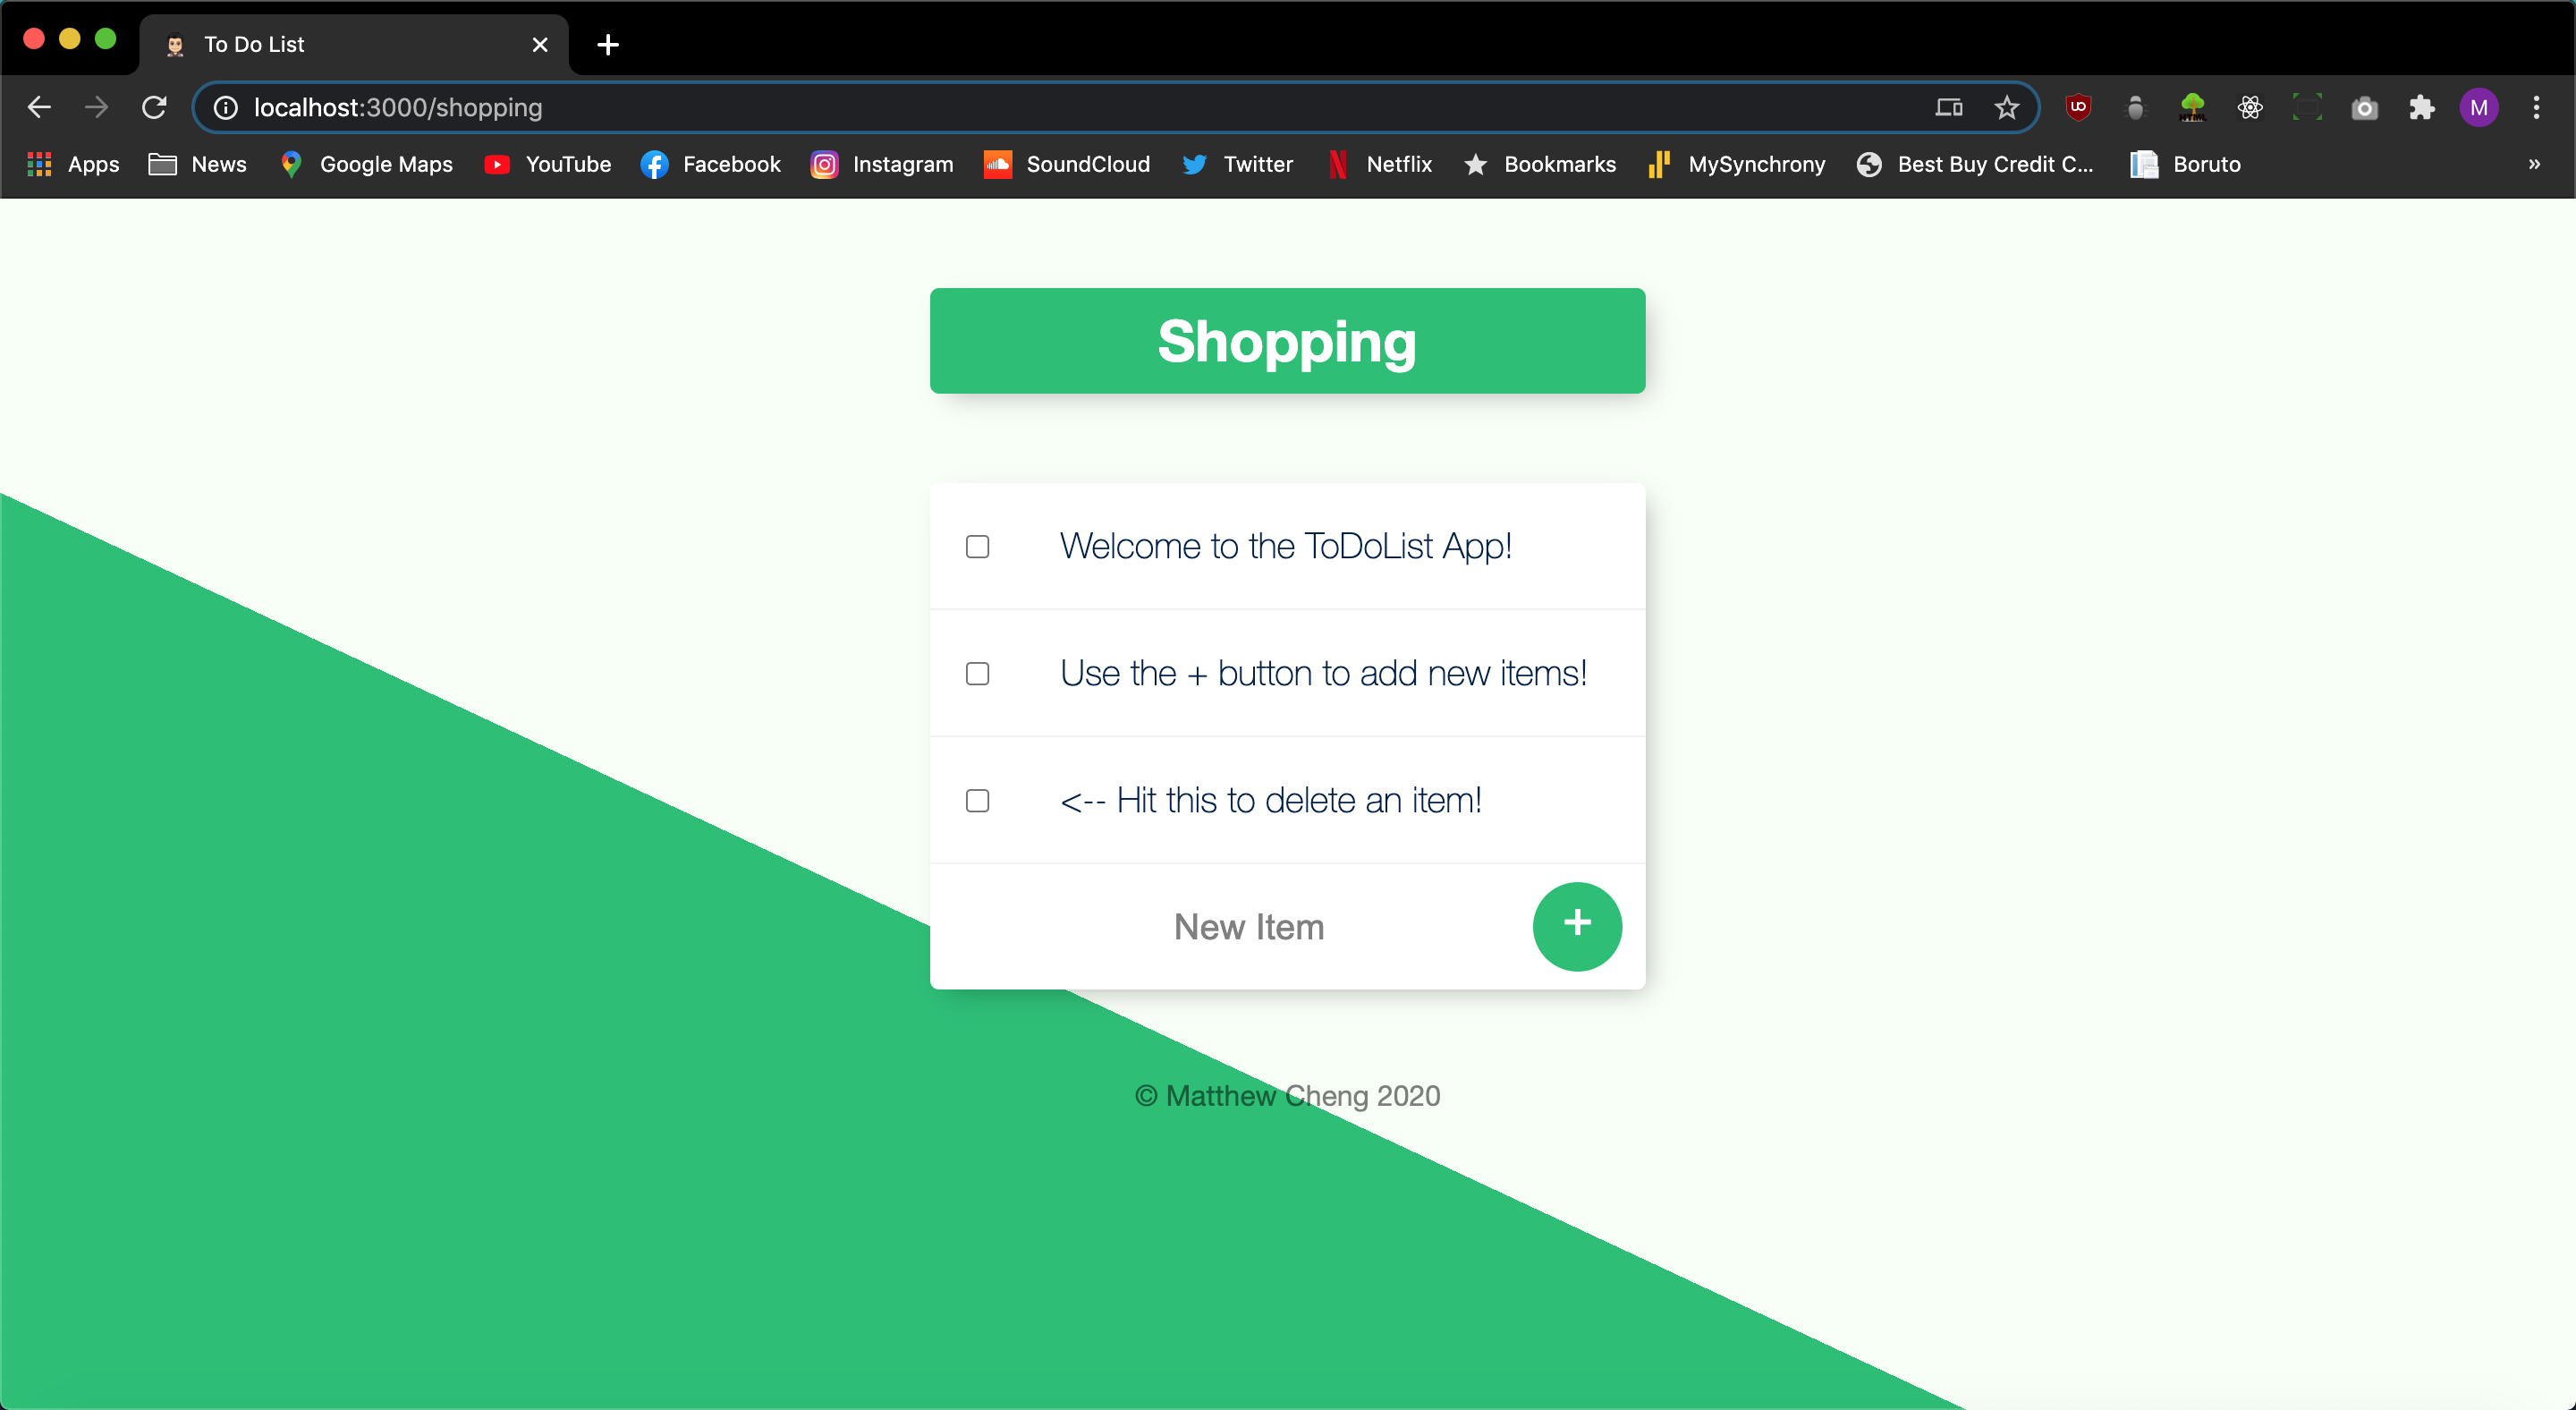 To Do List
localhost:3000/shopping
UO
HTML
M
Apps News Google Maps YouTube Facebook Instagram SoundCloud Twitter Netflix Bookmarks MySynchrony Best Buy Credit C... Boruto »
Shopping
Welcome to the ToDoList App!
Use the + button to add new items!
<-- Hit this to delete an item!
New Item +
© Matthew Cheng 2020